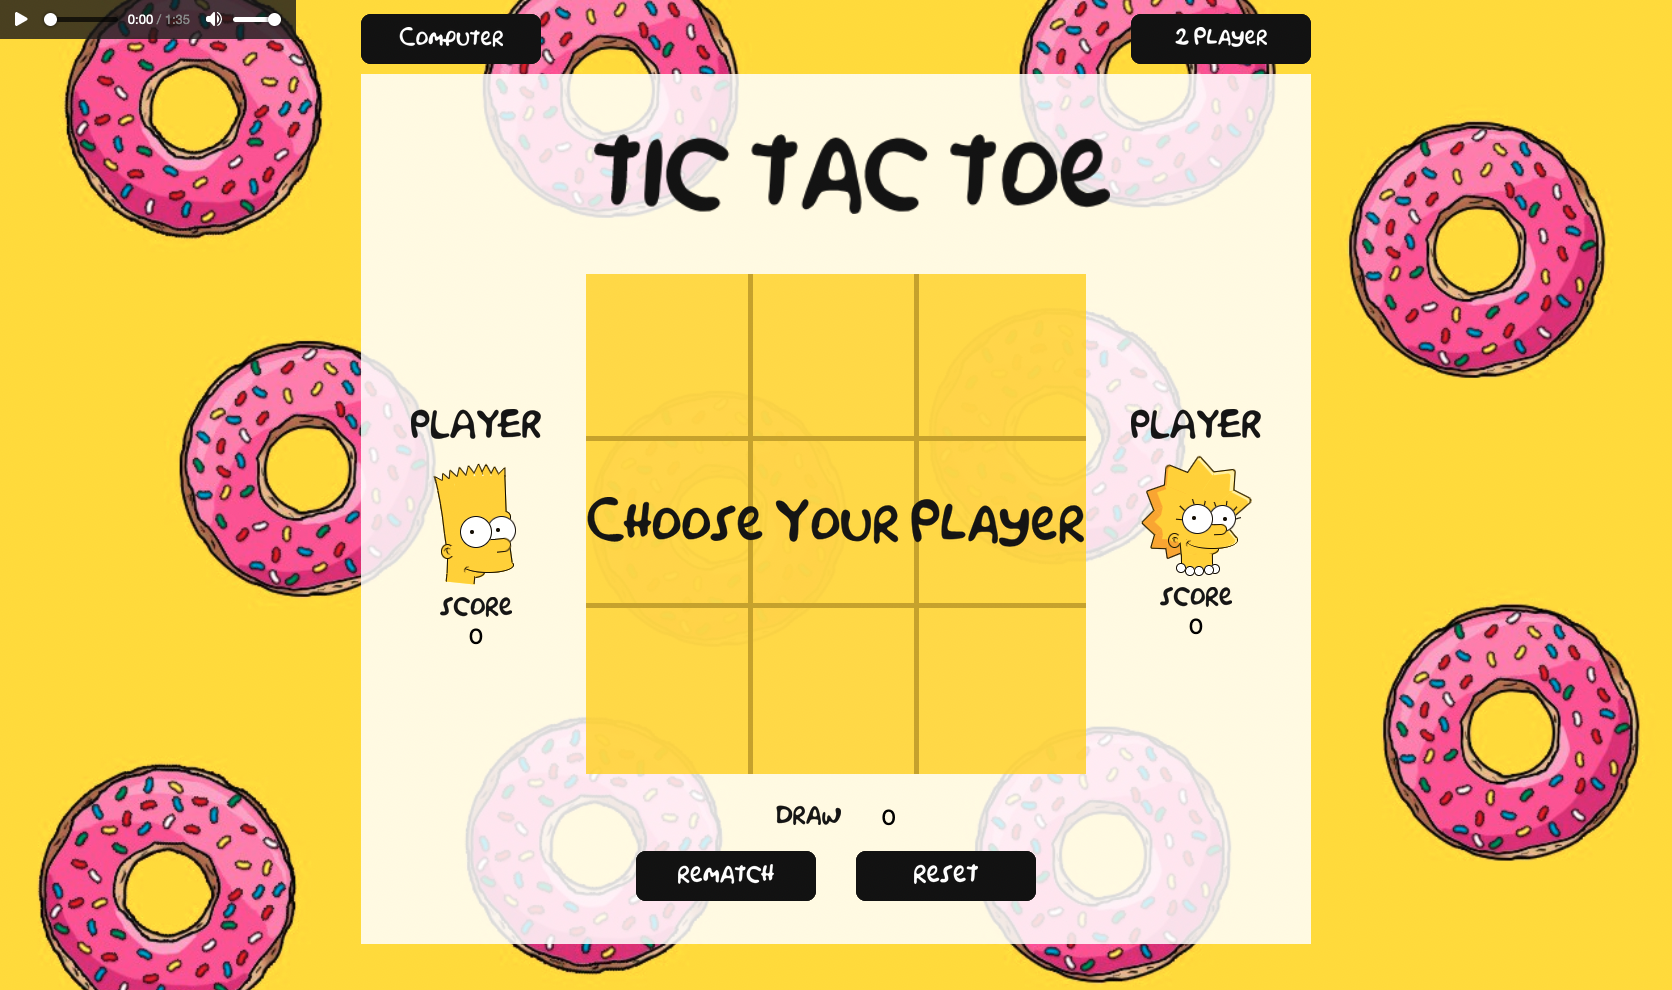 0:00 / 1:35
Computer
2 Player
TIC TAC TOE
PLAYER
SCORE
0
Choose Your Player
PLAYER
SCORE
0
DRAW 0
REMATCH
RESET